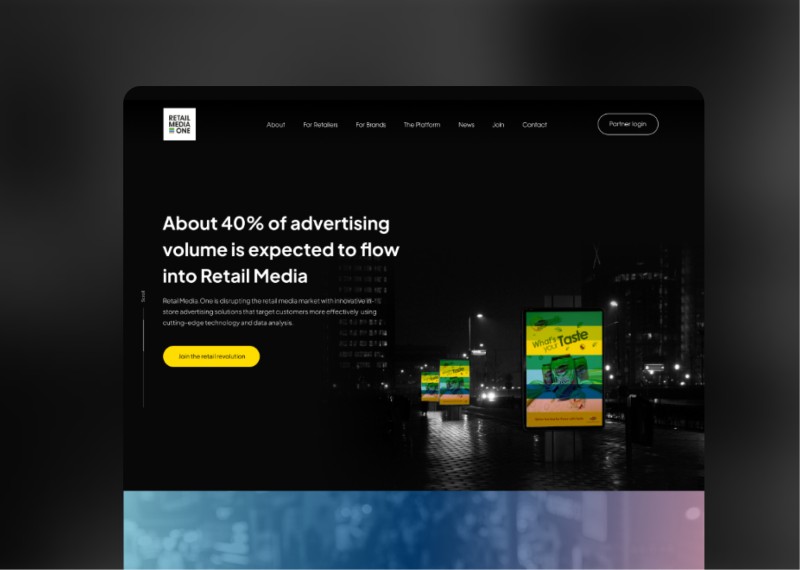 RETAIL
MEDIA
ONE
About For Retailers For Brands The Platform News Join Contact
Partner login
About 40% of advertising
volume is expected to flow
into Retail Media
Retail Media One is disrupting the retail media market with innovative in-
store advertising solutions that target customers more effectively using
cutting-edge technology and data analysis.
Scroll
Join the retail revolution
What's
your Taste